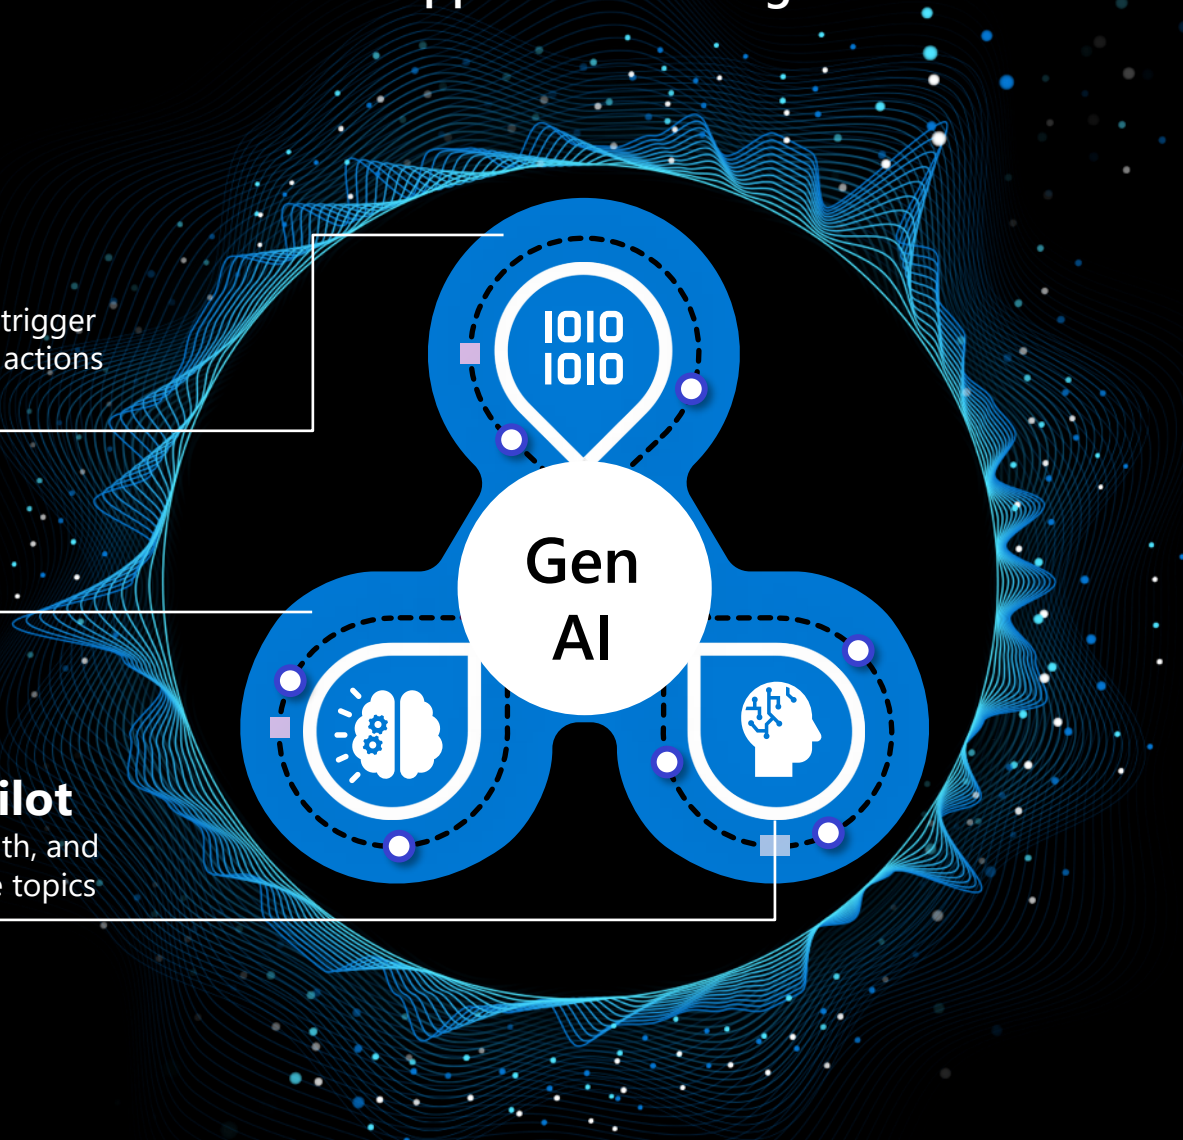 trigger
actions
1010
1010
Gen
AI
ilot
th, and
e topics